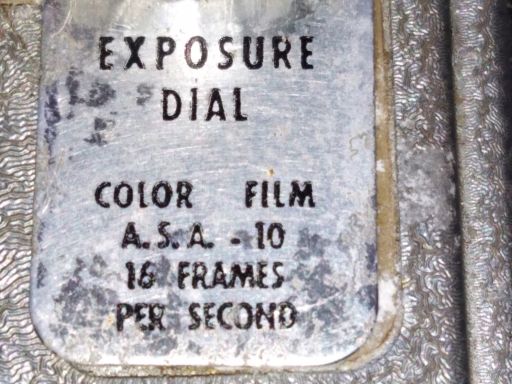 EXPOSURE
DIAL
COLOR FILM
A.S.A. - 10
16 FRAMES
PER SECOND